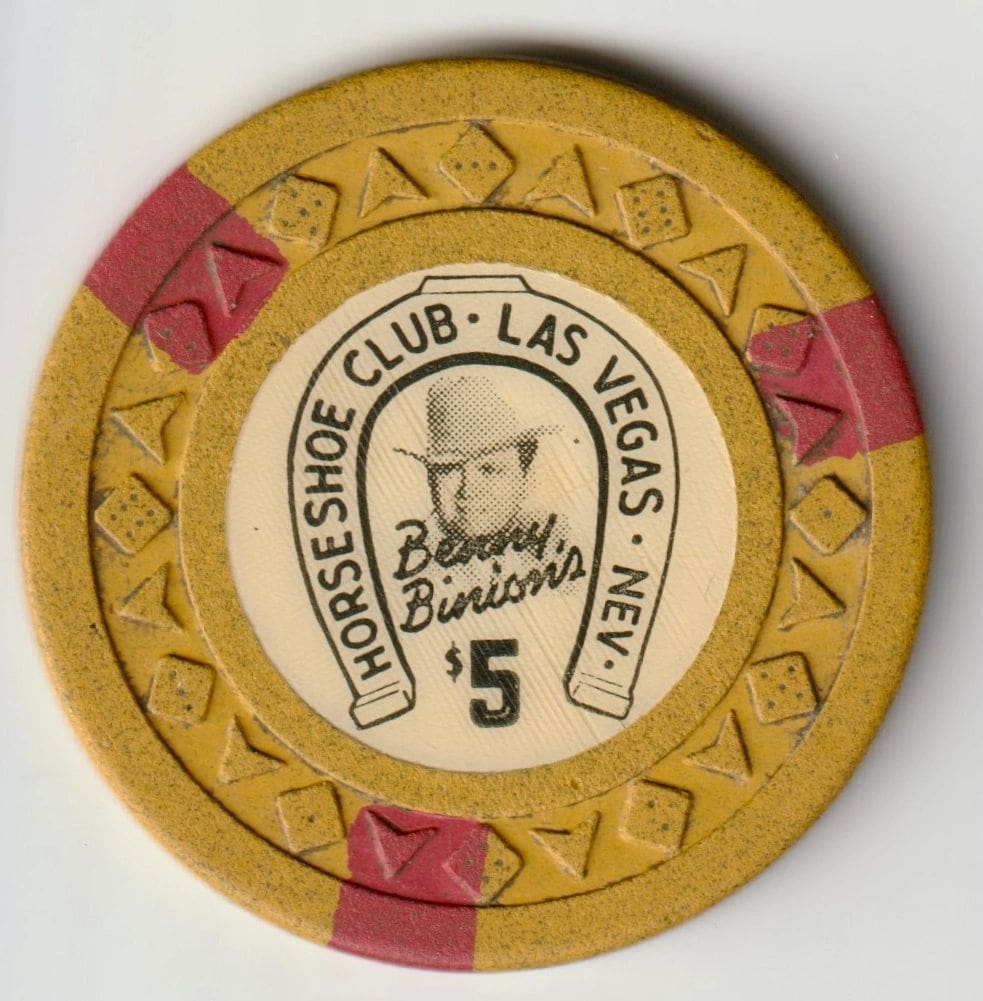 HORSESHOE CLUB · LAS VEGAS · NEV.
Benny
Binion's
$5